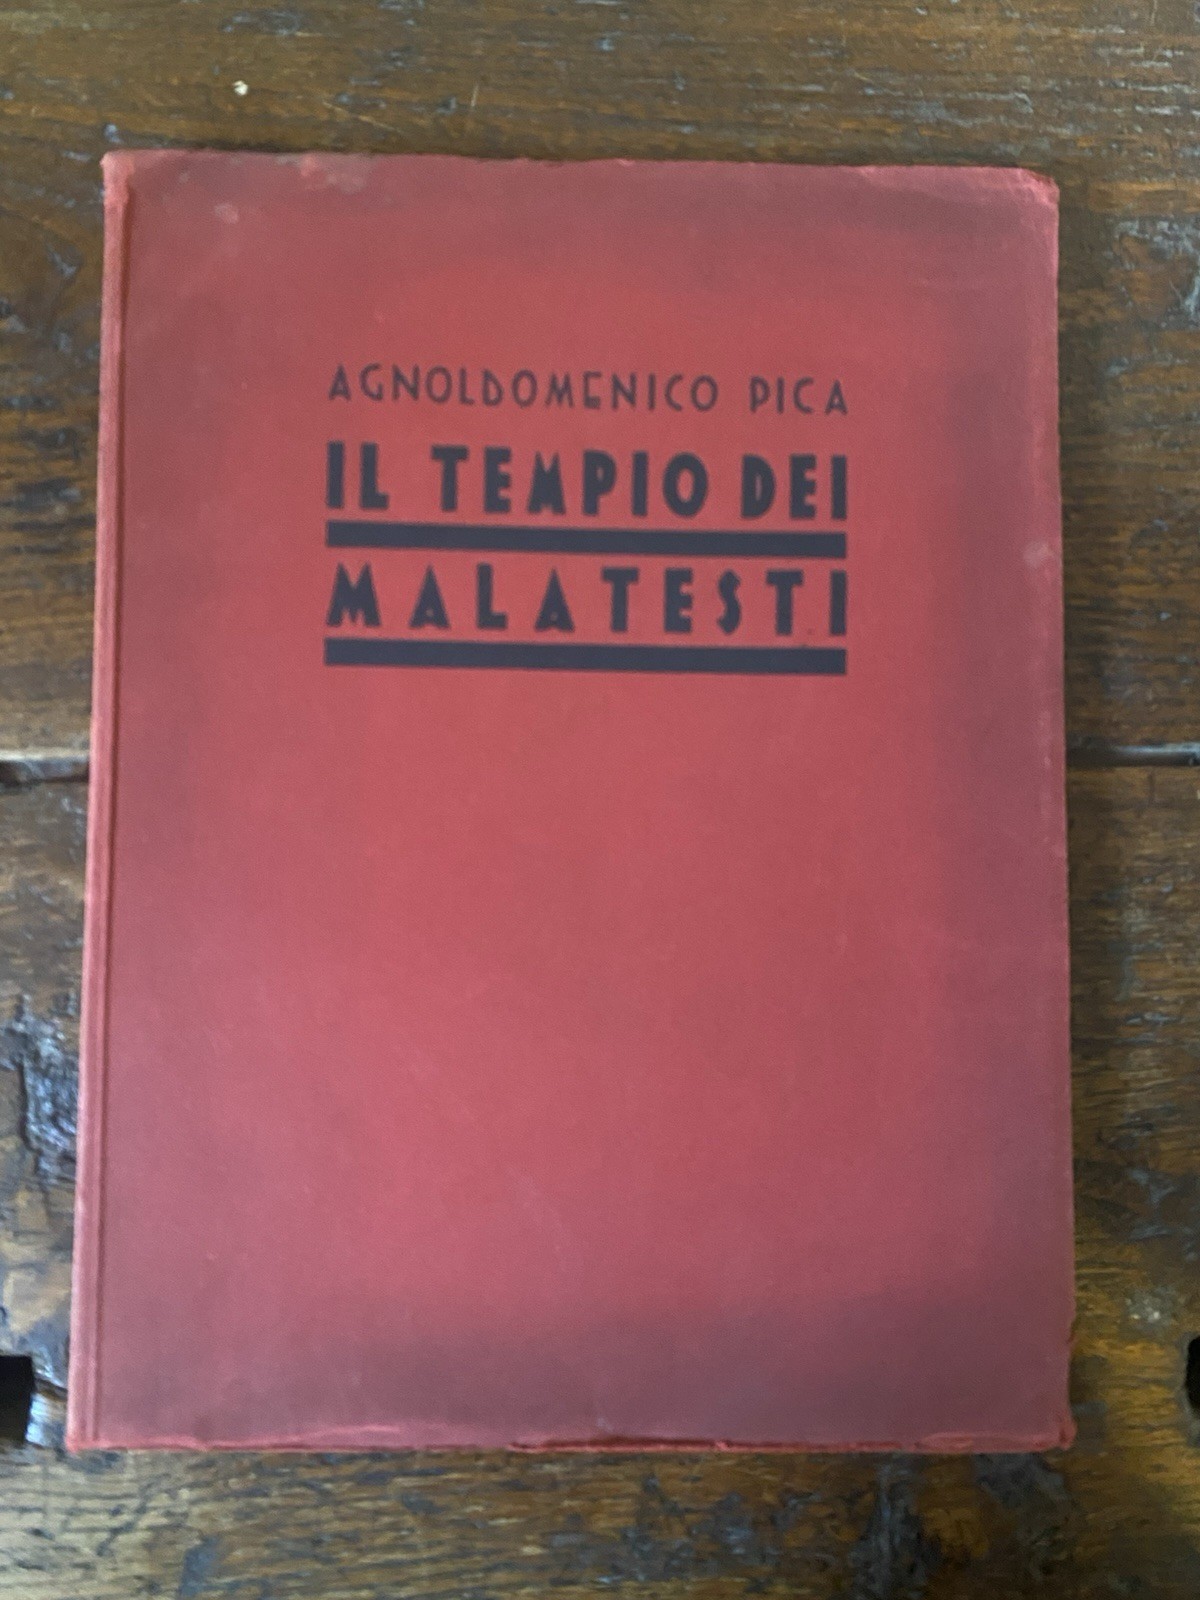 AGNOLDOMENICO PICA
IL TEMPIO DEI
MALATESTI